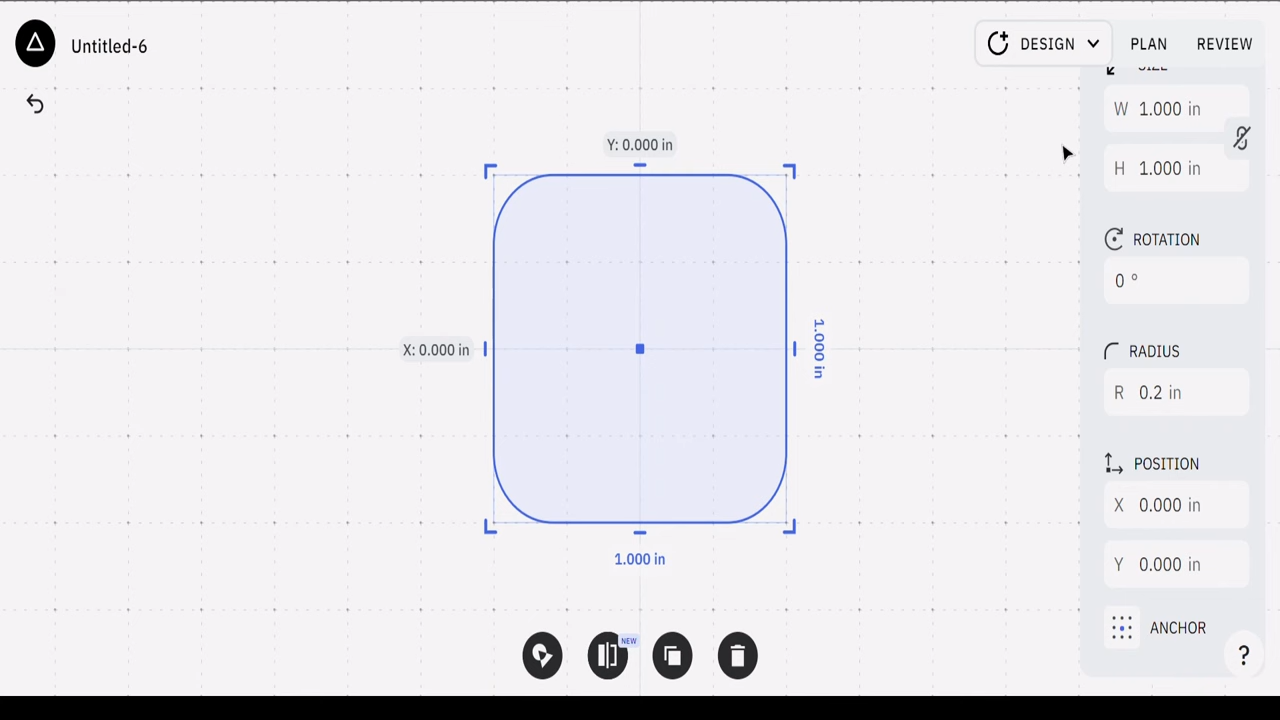 Untitled-6
DESIGN
PLAN
REVIEW
SIZE
W 1.000 in
H 1.000 in
ROTATION
0 °
RADIUS
R 0.2 in
POSITION
X 0.000 in
Y 0.000 in
ANCHOR
?
Y: 0.000 in
X: 0.000 in
1.000 in
1.000 in
NEW